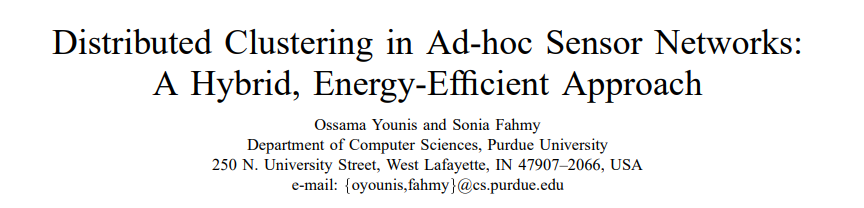 Distributed Clustering in Ad-hoc Sensor Networks:
A Hybrid, Energy-Efficient Approach
Ossama Younis and Sonia Fahmy
Department of Computer Sciences, Purdue University
250 N. University Street, West Lafayette, IN 47907–2066, USA
e-mail: {oyounis,fahmy}@cs.purdue.edu